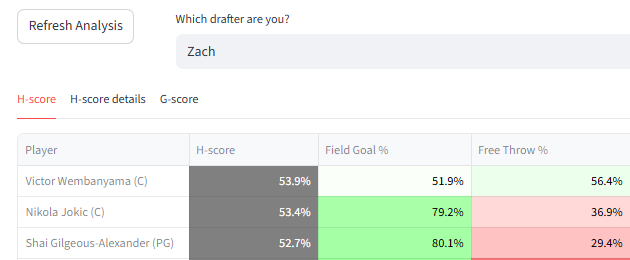 Refresh Analysis
Which drafter are you?
Zach
H-score H-score details G-score
Player H-score Field Goal % Free Throw %
Victor Wembanyama (C) 53.9% 51.9% 56.4%
Nikola Jokic (C) 53.4% 79.2% 36.9%
Shai Gilgeous-Alexander (PG) 52.7% 80.1% 29.4%